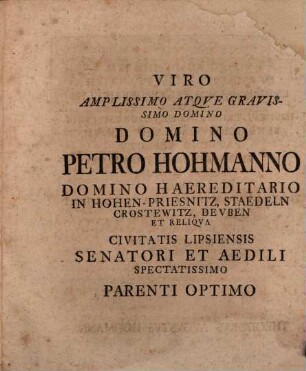 VIRO
AMPLISSIMO ATQVE GRAVIS-
SIMO DOMINO
DOMINO
PETRO HOHMANNO
DOMINO HAEREDITARIO
IN HOHEN-PRIESNITZ, STAEDELN
CROSTEWITZ, DEVBEN
ET RELIQVA
CIVITATIS LIPSIENSIS
SENATORI ET AEDILI
SPECTATISSIMO
PARENTI OPTIMO